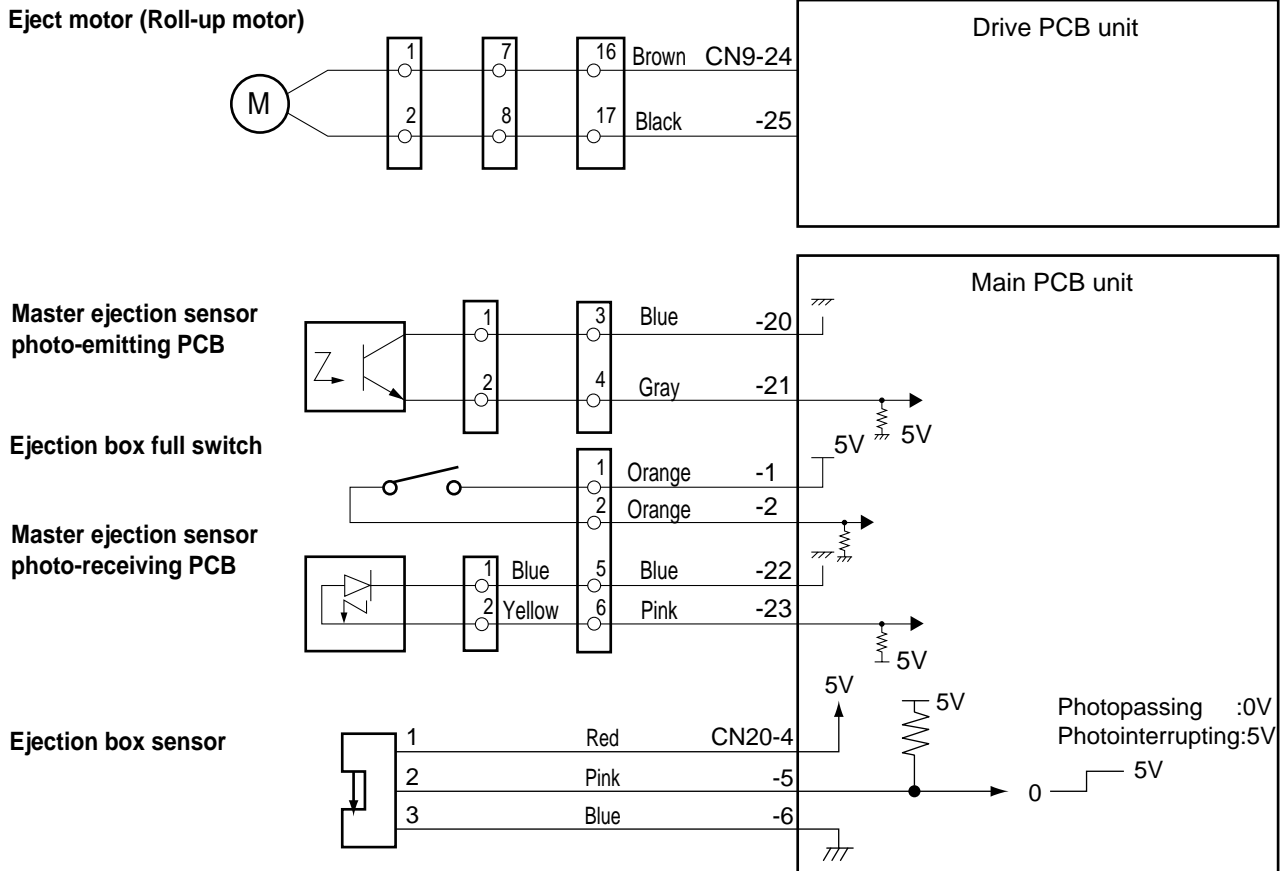 Eject motor (Roll-up motor)
Drive PCB unit
M
1 7 16 Brown CN9-24
2 8 17 Black -25
Main PCB unit
Master ejection sensor
photo-emitting PCB
1 3 Blue -20
2 4 Gray -21
5V
Ejection box full switch
5V
1 Orange -1
2 Orange -2
Master ejection sensor
photo-receiving PCB
1 Blue 5 Blue -22
2 Yellow 6 Pink -23
5V
5V
5V
Photopassing :0V
Photointerrupting:5V
Ejection box sensor
1 Red CN20-4
2 Pink -5
0 5V
3 Blue -6